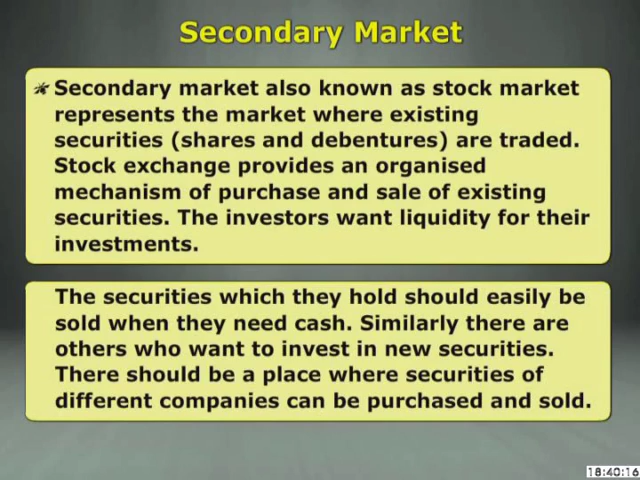 Secondary Market
Secondary market also known as stock market
represents the market where existing
securities (shares and debentures) are traded.
Stock exchange provides an organised
mechanism of purchase and sale of existing
securities. The investors want liquidity for their
investments.
The securities which they hold should easily be
sold when they need cash. Similarly there are
others who want to invest in new securities.
There should be a place where securities of
different companies can be purchased and sold.
18:40:16